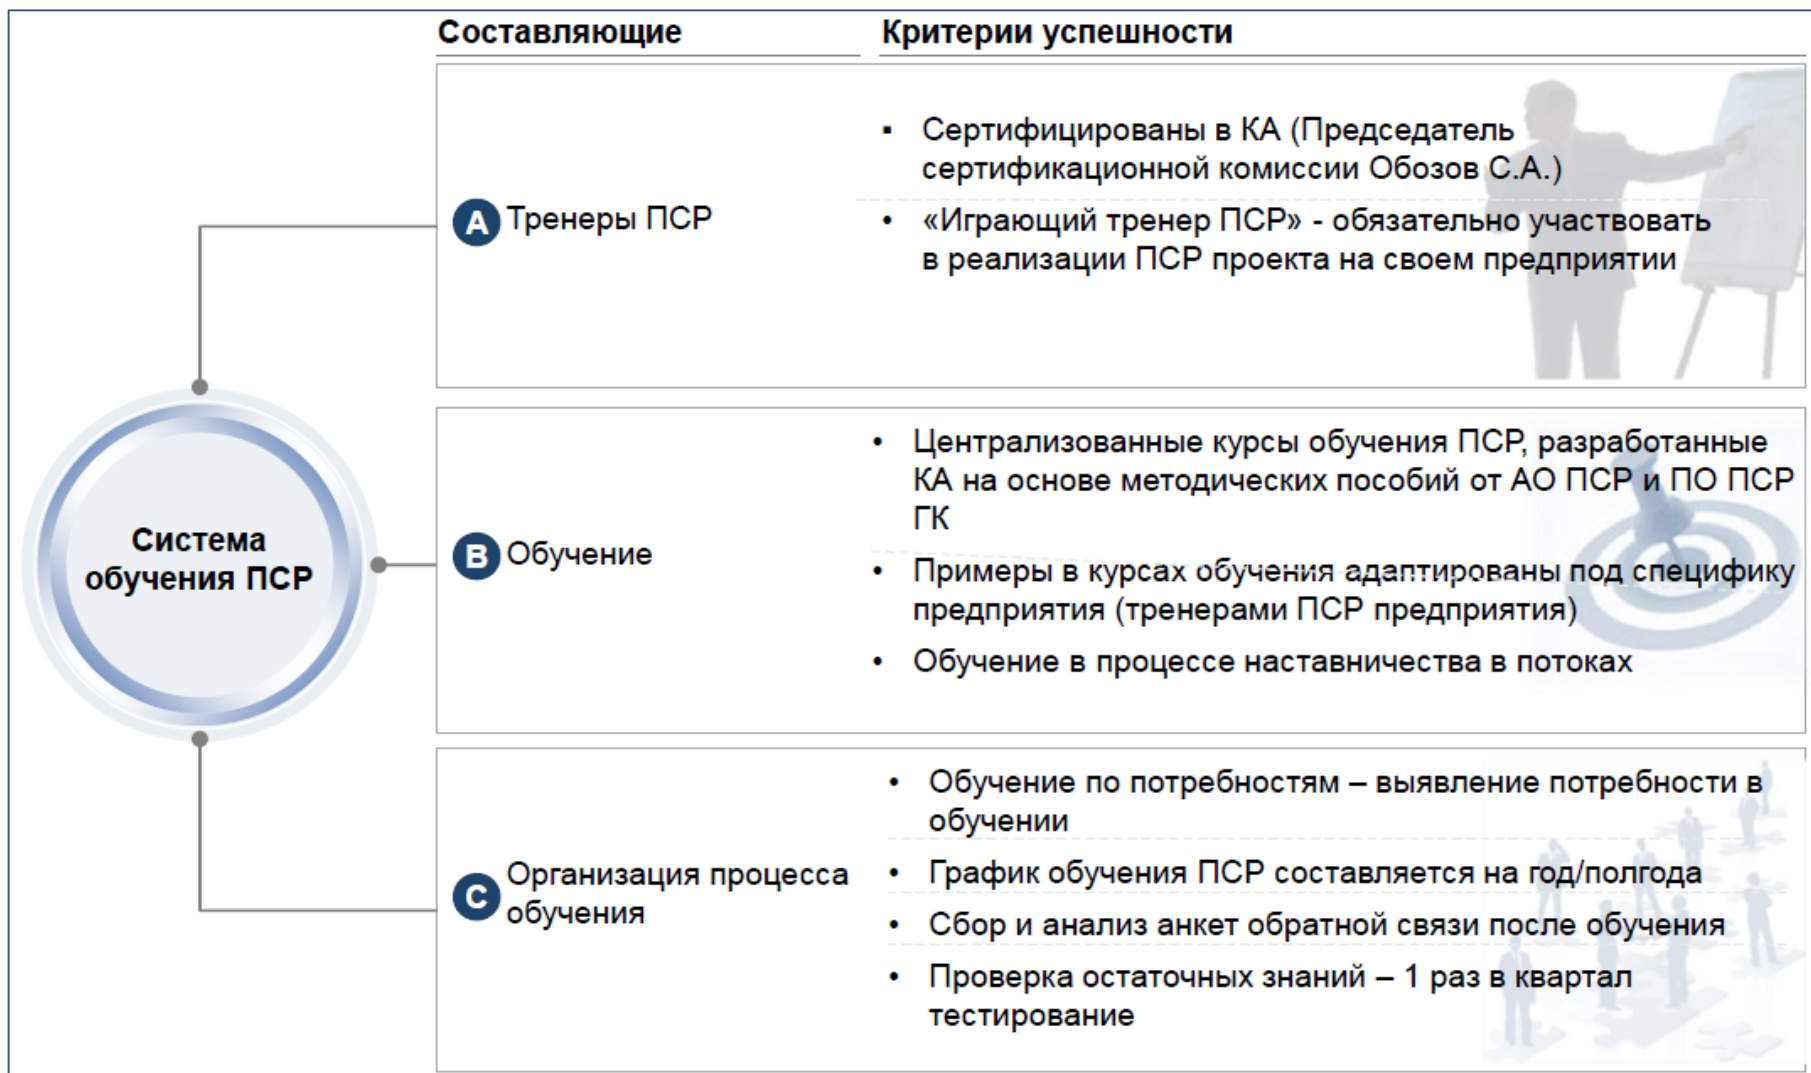 Составляющие
Критерии успешности
Система
обучения ПСР
A Тренеры ПСР
▪ Сертифицированы в КА (Председатель
сертификационной комиссии Обозов С.А.)
• «Играющий тренер ПСР» - обязательно участвовать
в реализации ПСР проекта на своем предприятии
B Обучение
• Централизованные курсы обучения ПСР, разработанные
КА на основе методических пособий от АО ПСР и ПО ПСР
ГК
• Примеры в курсах обучения адаптированы под специфику
предприятия (тренерами ПСР предприятия)
• Обучение в процессе наставничества в потоках
C Организация процесса
обучения
• Обучение по потребностям – выявление потребности в
обучении
• График обучения ПСР составляется на год/полгода
• Сбор и анализ анкет обратной связи после обучения
• Проверка остаточных знаний – 1 раз в квартал
тестирование